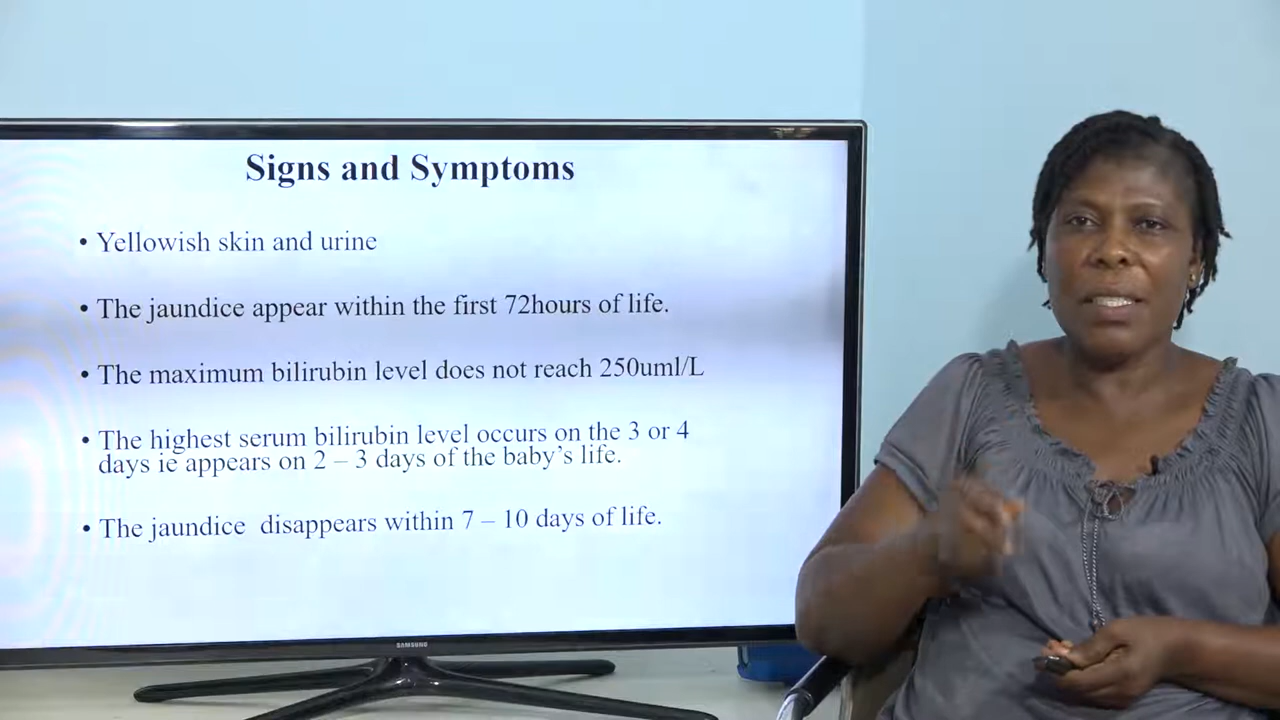 Signs and Symptoms
• Yellowish skin and urine
• The jaundice appear within the first 72hours of life.
• The maximum bilirubin level does not reach 250uml/L
• The highest serum bilirubin level occurs on the 3 or 4
days ie appears on 2 – 3 days of the baby's life.
• The jaundice disappears within 7 – 10 days of life.
SAMSUNG